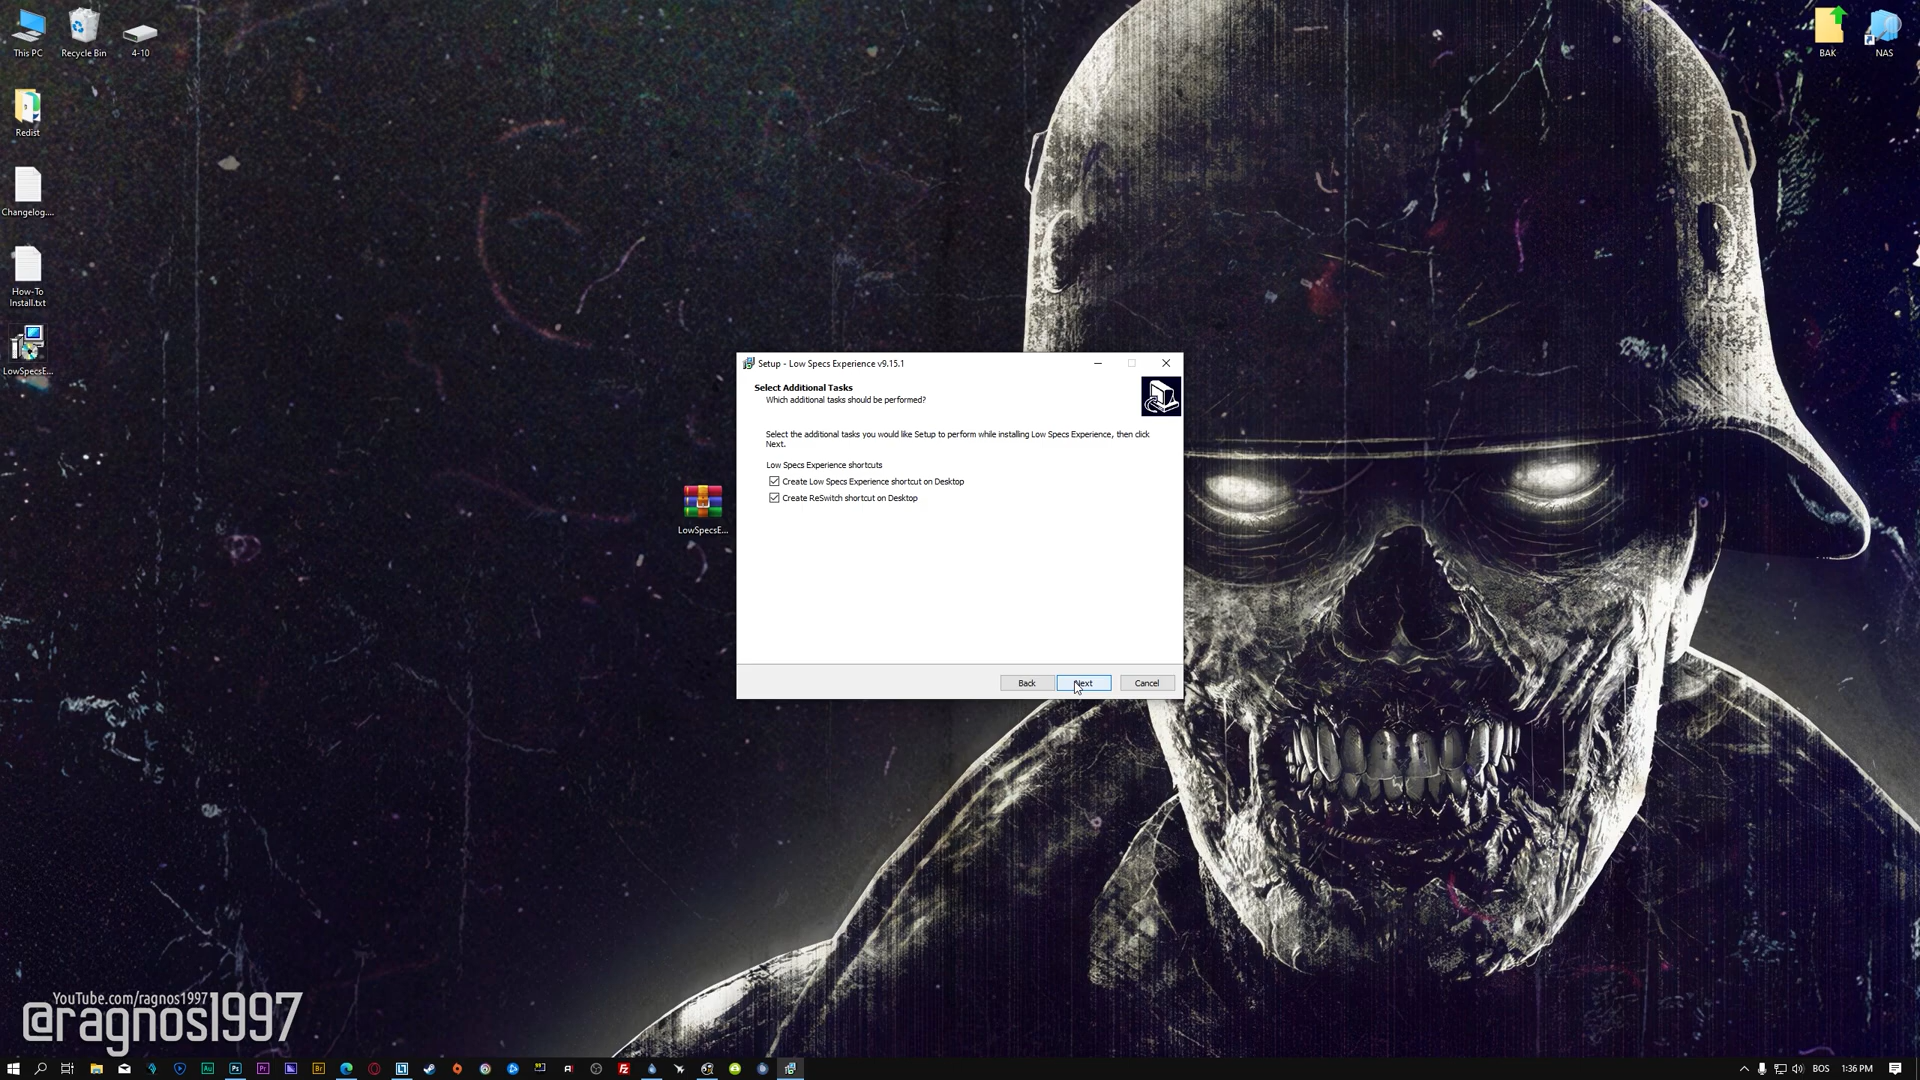 This PC
Recycle Bin
4-10
BAK
NAS
Redist
Changelog....
How-To
Install.txt
LowSpecsE...
LowSpecsE...
Setup - Low Specs Experience v9.15.1
Select Additional Tasks
Which additional tasks should be performed?
Select the additional tasks you would like Setup to perform while installing Low Specs Experience, then click
Next.
Low Specs Experience shortcuts
Create Low Specs Experience shortcut on Desktop
Create ReSwitch shortcut on Desktop
Back
Next
Cancel
YouTube.com/ragnos1997
@ragnos1997
Au
Ps
Pr
Br
BOS
1:36 PM